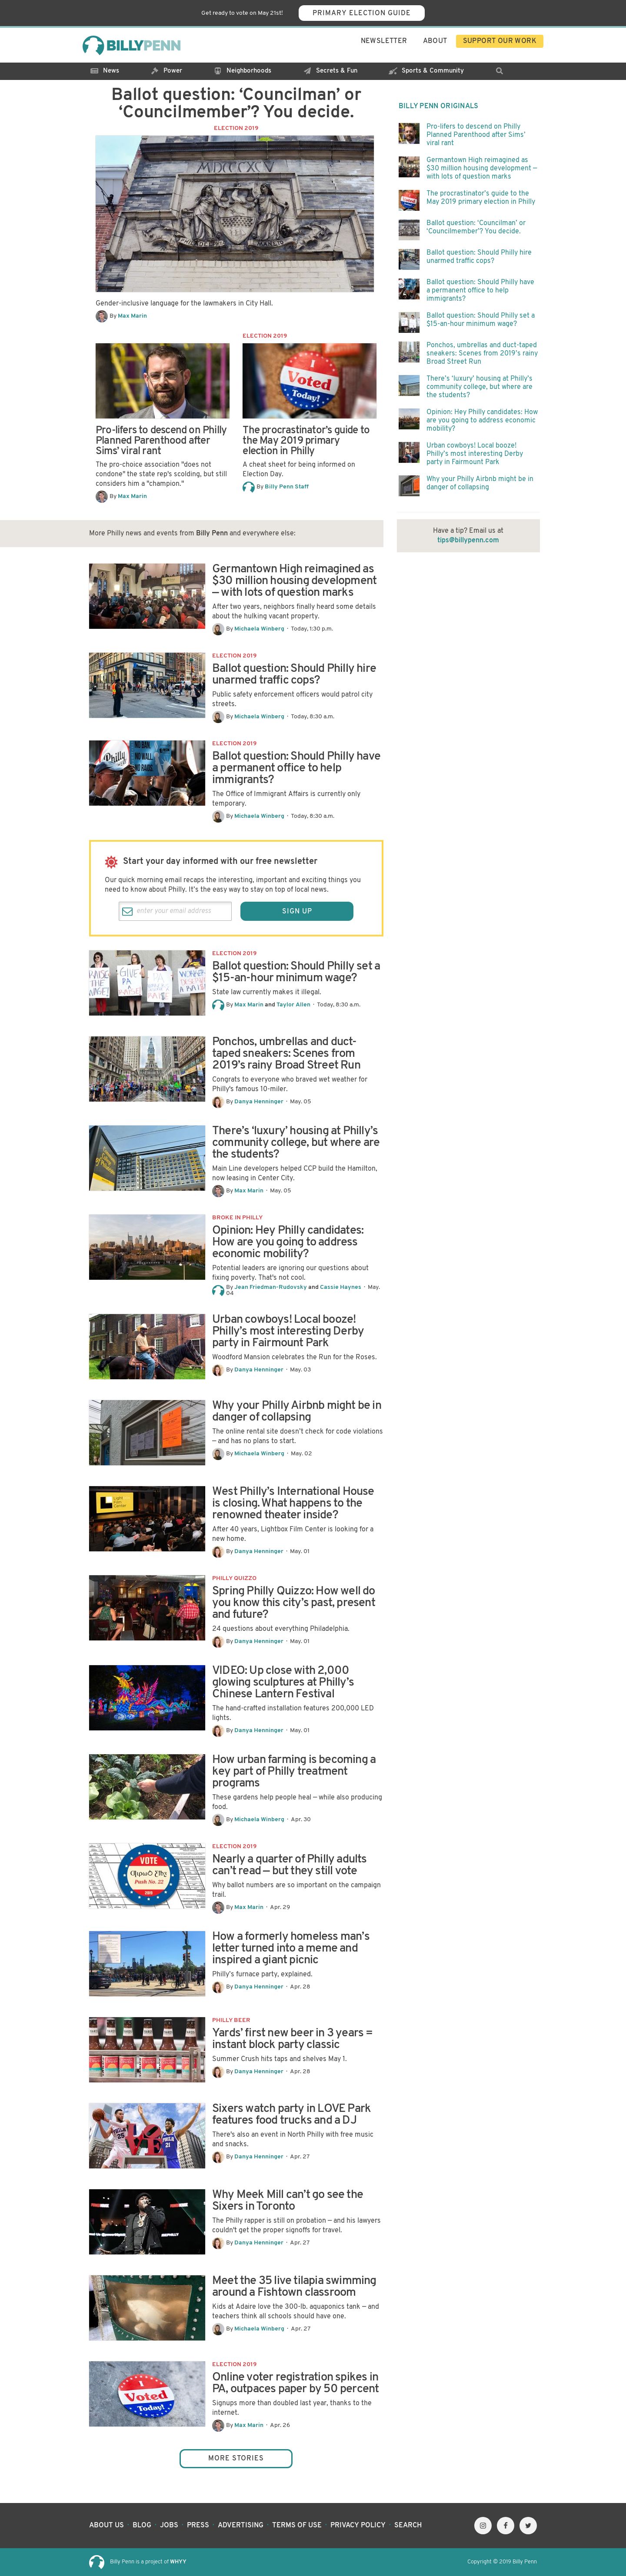 Get ready to vote on May 21st!
PRIMARY ELECTION GUIDE
BILLYPENN
NEWSLETTER
ABOUT
SUPPORT OUR WORK
News
Power
Neighborhoods
Secrets & Fun
Sports & Community
Ballot question: ‘Councilman’ or
‘Councilmember’? You decide.
ELECTION 2019
Gender-inclusive language for the lawmakers in City Hall.
By Max Marin
Pro-lifers to descend on Philly
Planned Parenthood after
Sims’ viral rant
The pro-choice association "does not
condone" the state rep's scolding, but still
considers him a "champion."
By Max Marin
ELECTION 2019
I
Voted
Today!
The procrastinator’s guide to
the May 2019 primary
election in Philly
A cheat sheet for being informed on
Election Day.
By Billy Penn Staff
More Philly news and events from Billy Penn and everywhere else:
Germantown High reimagined as
$30 million housing development
— with lots of question marks
After two years, neighbors finally heard some details
about the hulking vacant property.
By Michaela Winberg · Today, 1:30 p.m.
ELECTION 2019
Ballot question: Should Philly hire
unarmed traffic cops?
Public safety enforcement officers would patrol city
streets.
By Michaela Winberg · Today, 8:30 a.m.
ELECTION 2019
Ballot question: Should Philly have
a permanent office to help
immigrants?
The Office of Immigrant Affairs is currently only
temporary.
By Michaela Winberg · Today, 8:30 a.m.
Start your day informed with our free newsletter
Our quick morning email recaps the interesting, important and exciting things you
need to know about Philly. It's the easy way to stay on top of local news.
enter your email address
SIGN UP
ELECTION 2019
Ballot question: Should Philly set a
$15-an-hour minimum wage?
State law currently makes it illegal.
By Max Marin and Taylor Allen · Today, 8:30 a.m.
Ponchos, umbrellas and duct-
taped sneakers: Scenes from
2019’s rainy Broad Street Run
Congrats to everyone who braved wet weather for
Philly's famous 10-miler.
By Danya Henninger · May. 05
There’s ‘luxury’ housing at Philly’s
community college, but where are
the students?
Main Line developers helped CCP build the Hamilton,
now leasing in Center City.
By Max Marin · May. 05
BROKE IN PHILLY
Opinion: Hey Philly candidates:
How are you going to address
economic mobility?
Potential leaders are ignoring our questions about
fixing poverty. That's not cool.
By Jean Friedman-Rudovsky and Cassie Haynes · May.
04
Urban cowboys! Local booze!
Philly’s most interesting Derby
party in Fairmount Park
Woodford Mansion celebrates the Run for the Roses.
By Danya Henninger · May. 03
Why your Philly Airbnb might be in
danger of collapsing
The online rental site doesn’t check for code violations
— and has no plans to start.
By Michaela Winberg · May. 02
West Philly’s International House
is closing. What happens to the
renowned theater inside?
After 40 years, Lightbox Film Center is looking for a
new home.
By Danya Henninger · May. 01
PHILLY QUIZZO
Spring Philly Quizzo: How well do
you know this city’s past, present
and future?
24 questions about everything Philadelphia.
By Danya Henninger · May. 01
VIDEO: Up close with 2,000
glowing sculptures at Philly’s
Chinese Lantern Festival
The hand-crafted installation features 200,000 LED
lights.
By Danya Henninger · May. 01
How urban farming is becoming a
key part of Philly treatment
programs
These gardens help people heal — while also producing
food.
By Michaela Winberg · Apr. 30
ELECTION 2019
Nearly a quarter of Philly adults
can’t read — but they still vote
Why ballot numbers are so important on the campaign
trail.
By Max Marin · Apr. 29
How a formerly homeless man’s
letter turned into a meme and
inspired a giant picnic
Philly's furnace party, explained.
By Danya Henninger · Apr. 28
PHILLY BEER
Yards’ first new beer in 3 years =
instant block party classic
Summer Crush hits taps and shelves May 1.
By Danya Henninger · Apr. 28
Sixers watch party in LOVE Park
features food trucks and a DJ
There's also an event in North Philly with free music
and snacks.
By Danya Henninger · Apr. 27
Why Meek Mill can’t go see the
Sixers in Toronto
The Philly rapper is still on probation — and his lawyers
couldn't get the proper signoffs for travel.
By Danya Henninger · Apr. 27
Meet the 35 live tilapia swimming
around a Fishtown classroom
Kids at Adaire love the 300-lb. aquaponics tank — and
teachers think all schools should have one.
By Michaela Winberg · Apr. 27
ELECTION 2019
Online voter registration spikes in
PA, outpaces paper by 50 percent
Signups more than doubled last year, thanks to the
internet.
By Max Marin · Apr. 26
MORE STORIES
BILLY PENN ORIGINALS
Pro-lifers to descend on Philly
Planned Parenthood after Sims’
viral rant
Germantown High reimagined as
$30 million housing development —
with lots of question marks
The procrastinator’s guide to the
May 2019 primary election in Philly
Ballot question: ‘Councilman’ or
‘Councilmember’? You decide.
Ballot question: Should Philly hire
unarmed traffic cops?
Ballot question: Should Philly have
a permanent office to help
immigrants?
Ballot question: Should Philly set a
$15-an-hour minimum wage?
Ponchos, umbrellas and duct-taped
sneakers: Scenes from 2019’s rainy
Broad Street Run
There’s ‘luxury’ housing at Philly’s
community college, but where are
the students?
Opinion: Hey Philly candidates: How
are you going to address economic
mobility?
Urban cowboys! Local booze!
Philly’s most interesting Derby
party in Fairmount Park
Why your Philly Airbnb might be in
danger of collapsing
Have a tip? Email us at
tips@billypenn.com
ABOUT US · BLOG · JOBS · PRESS · ADVERTISING · TERMS OF USE · PRIVACY POLICY · SEARCH
Billy Penn is a project of WHYY
Copyright © 2019 Billy Penn